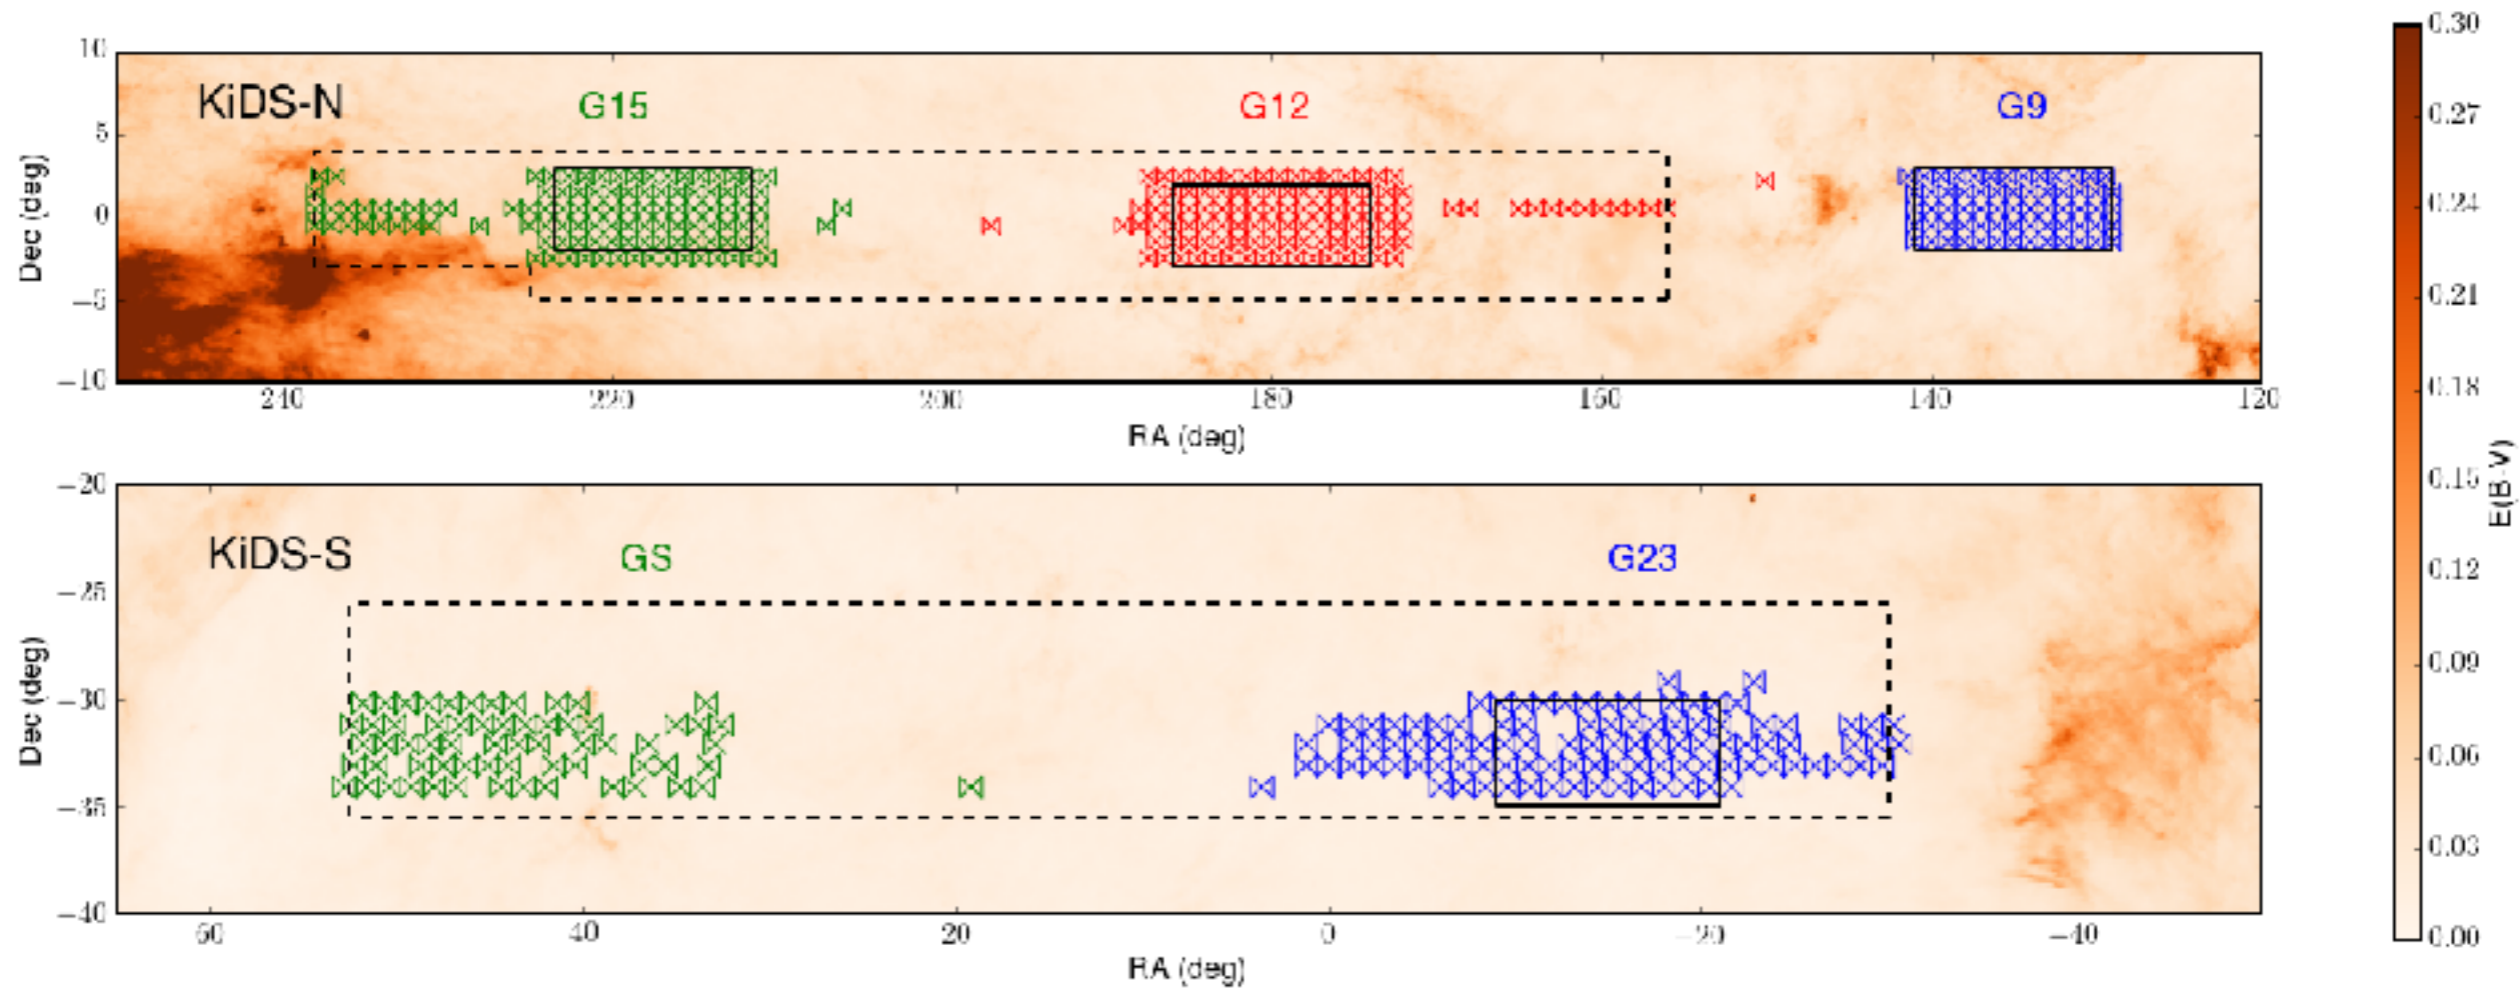 KiDS-N G15 G12 G9
10
5
0
−5
−10
Dec (deg)
240 220 200 180 160 140 120
RA (deg)
KiDS-S GS G23
−20
−25
−30
−35
−40
Dec (deg)
60 40 20 0 −20 −40
RA (deg)
0.30
0.27
0.24
0.21
0.18
0.15
0.12
0.09
0.06
0.03
0.00
E(B-V)